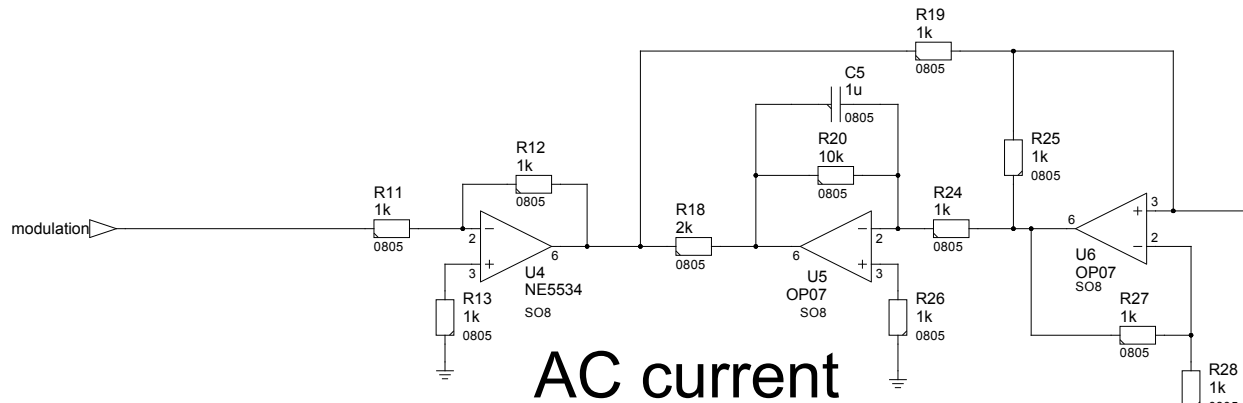 R19
1k
0805
C5
1u
0805
R20
10k
0805
R25
1k
0805
R12
1k
0805
R11
1k
0805
modulation
2
3
6
U4
NE5534
SO8
R13
1k
0805
R18
2k
0805
6
2
3
U5
OP07
SO8
R24
1k
0805
R26
1k
0805
6
3
2
U6
OP07
SO8
R27
1k
0805
R28
1k
AC current